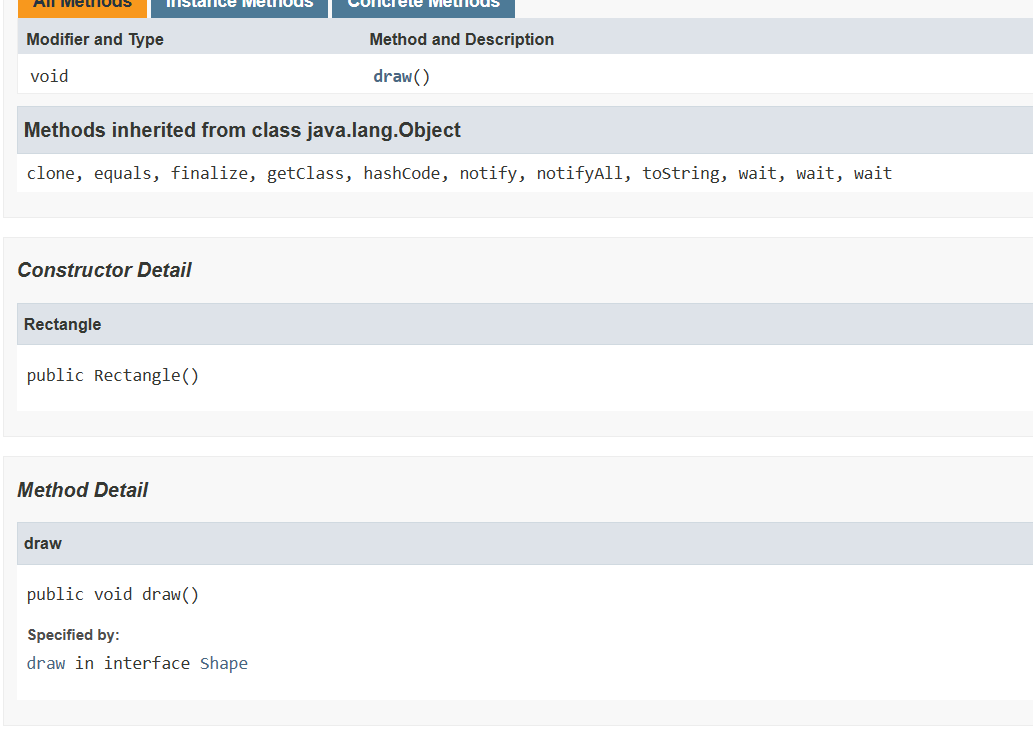 All Methods Instance Methods Concrete Methods
Modifier and Type Method and Description
void draw()
Methods inherited from class java.lang.Object
clone, equals, finalize, getClass, hashCode, notify, notifyAll, toString, wait, wait, wait
Constructor Detail
Rectangle
public Rectangle()
Method Detail
draw
public void draw()
Specified by:
draw in interface Shape